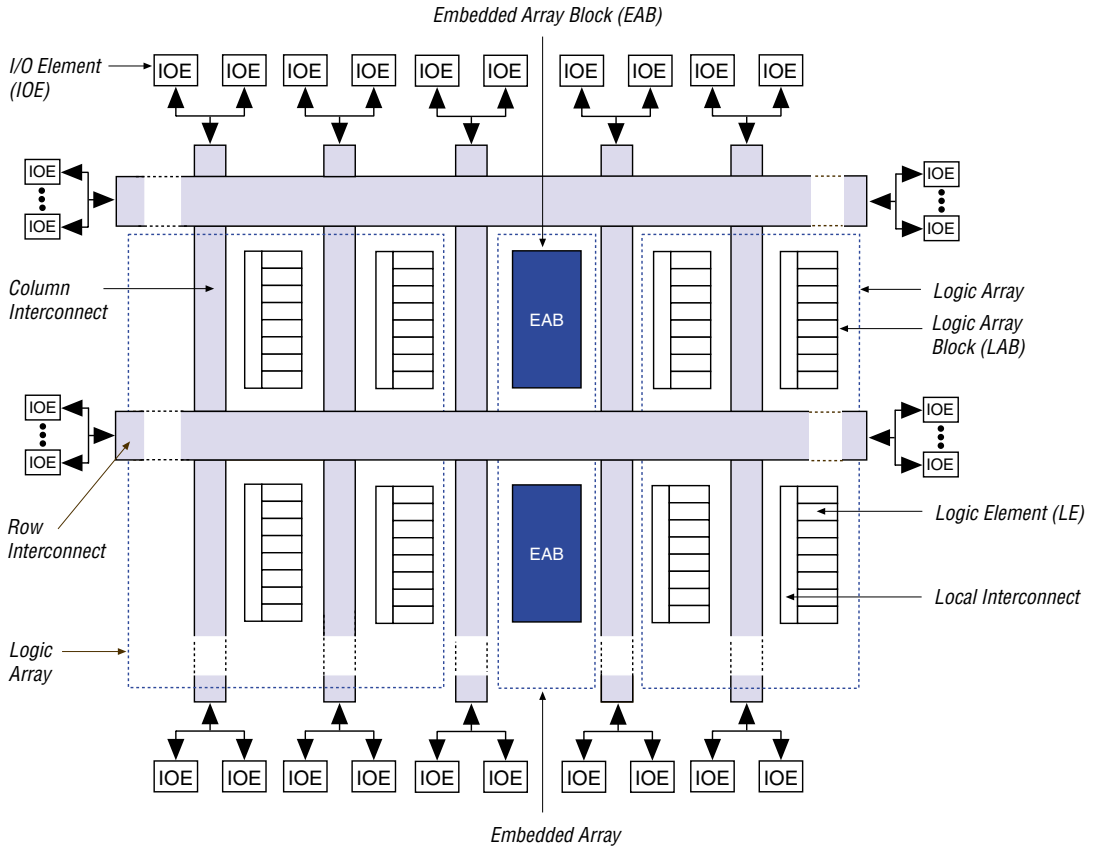 Embedded Array Block (EAB)
I/O Element
(IOE)
IOE IOE IOE IOE IOE IOE IOE IOE IOE IOE
IOE IOE
IOE IOE
Column
Interconnect
EAB
Logic Array
Logic Array
Block (LAB)
IOE IOE
IOE IOE
Row
Interconnect
EAB
Logic Element (LE)
Local Interconnect
Logic
Array
IOE IOE IOE IOE IOE IOE IOE IOE IOE IOE
Embedded Array